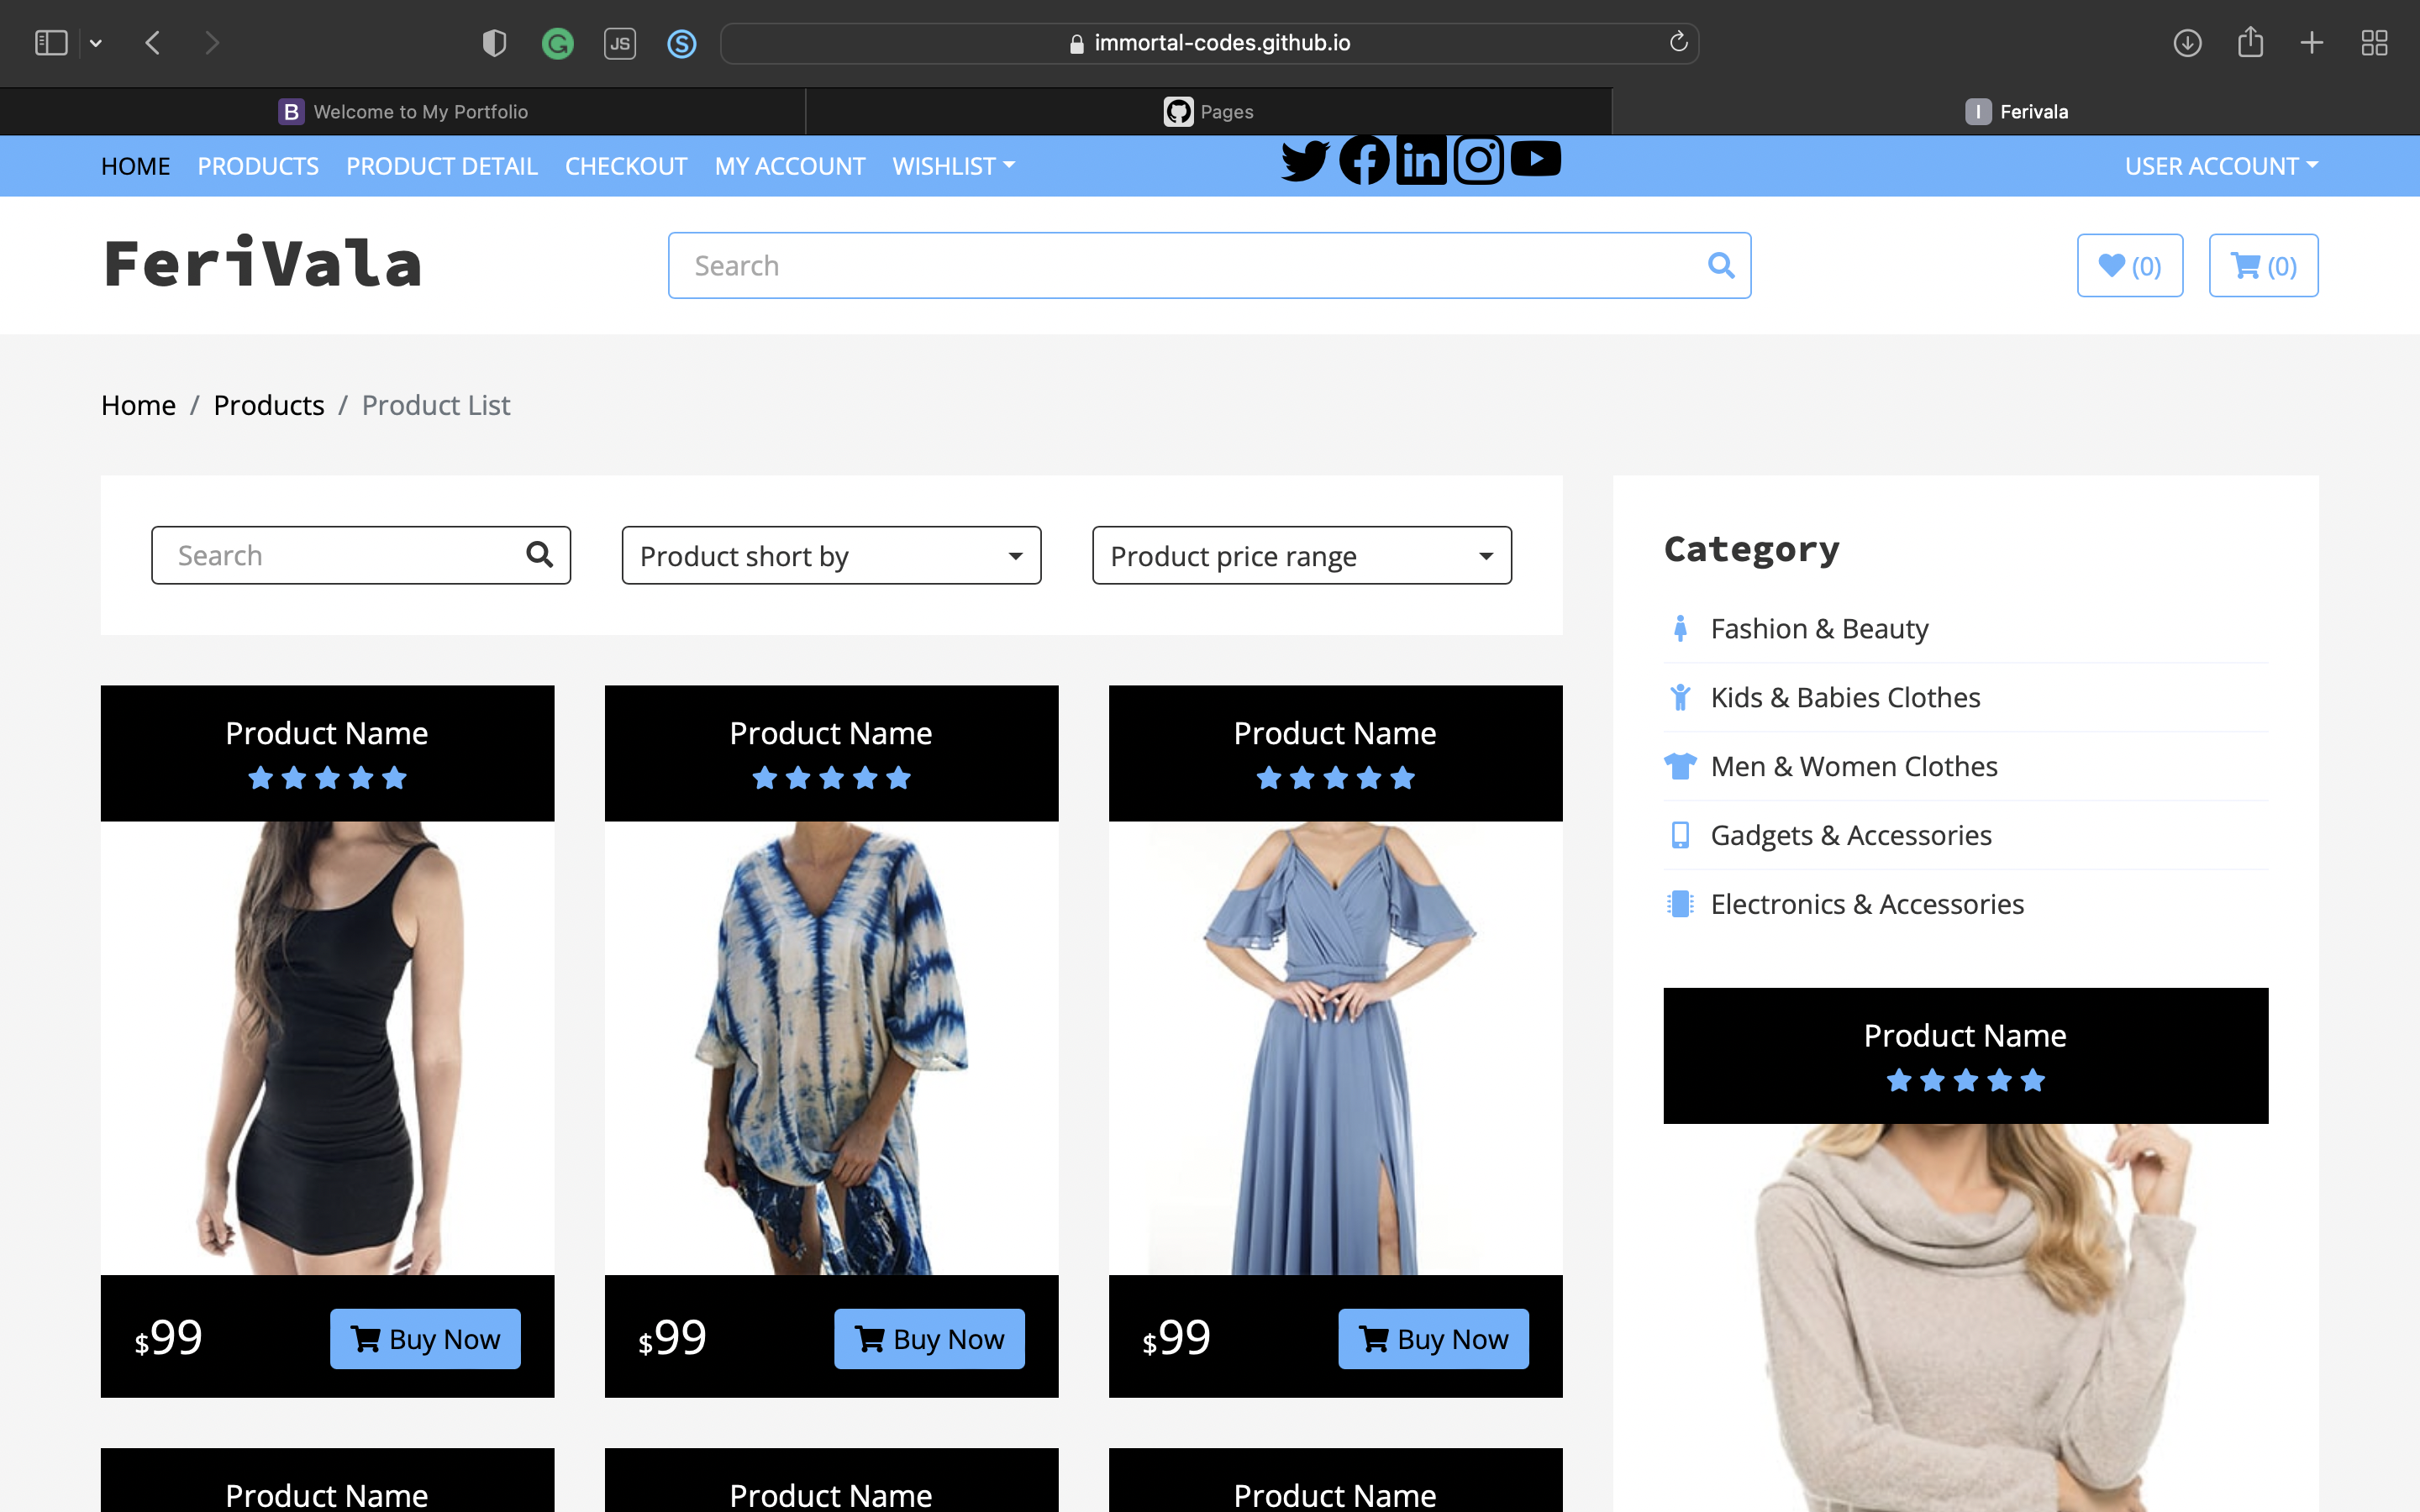 JS
immortal-codes.github.io
B Welcome to My Portfolio
Pages
I Ferivala
HOME PRODUCTS PRODUCT DETAIL CHECKOUT MY ACCOUNT WISHLIST
in
USER ACCOUNT
FeriVala
Search
(0)
(0)
Home / Products / Product List
Search
Product short by
Product price range
Category
Fashion & Beauty
Kids & Babies Clothes
Men & Women Clothes
Gadgets & Accessories
Electronics & Accessories
Product Name
Product Name
Product Name
Product Name
$99
Buy Now
$99
Buy Now
$99
Buy Now
Product Name
Product Name
Product Name